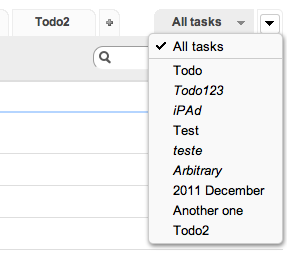 Todo2 + All tasks
All tasks
Todo
Todo123
iPAd
Test
teste
Arbitrary
2011 December
Another one
Todo2